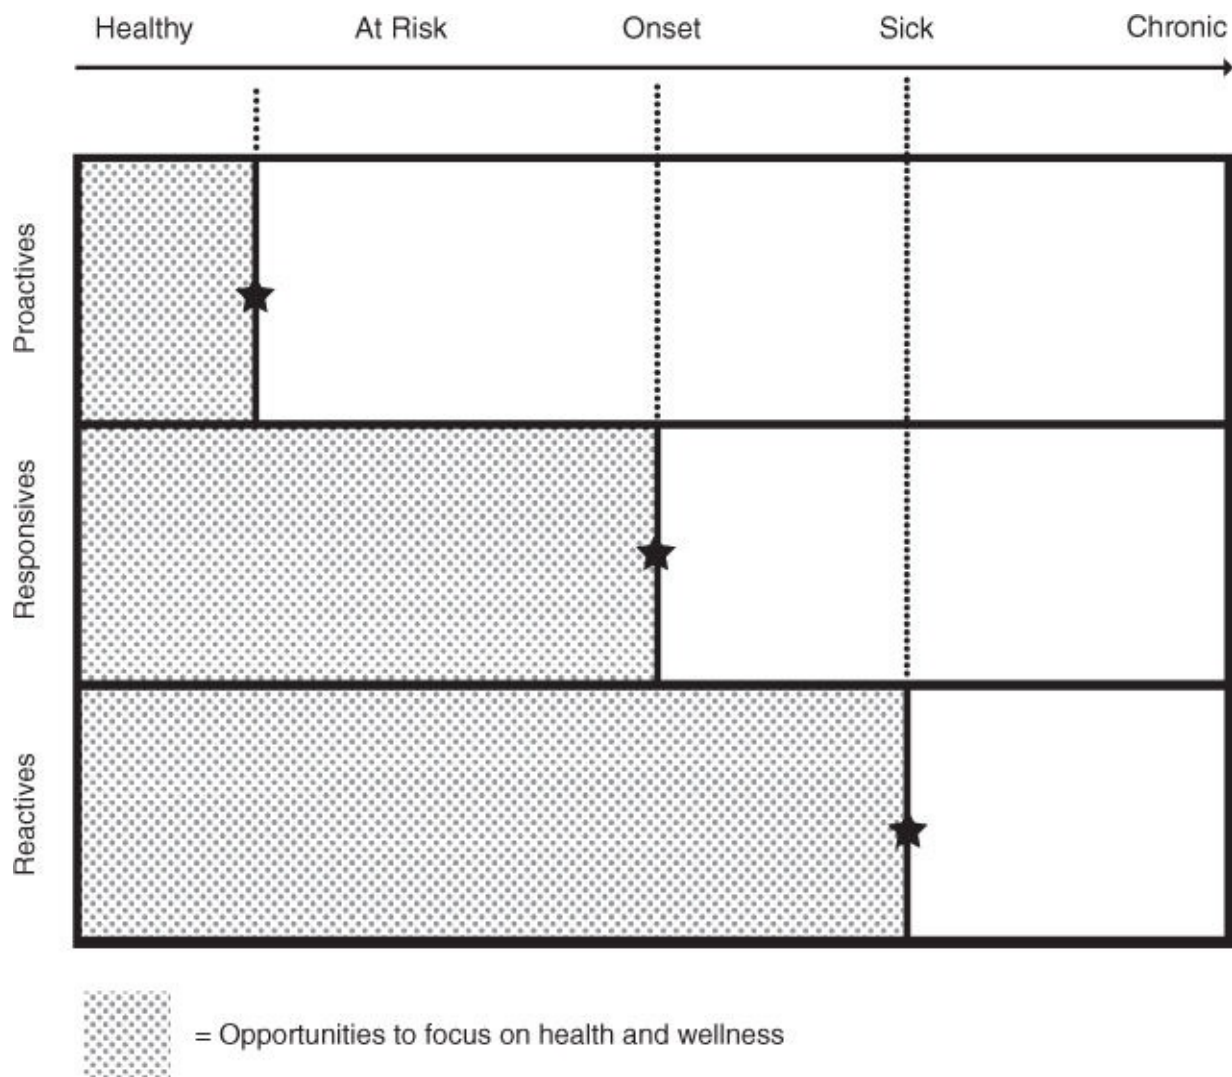 Healthy At Risk Onset Sick Chronic
Proactives
Responsives
Reactives
= Opportunities to focus on health and wellness